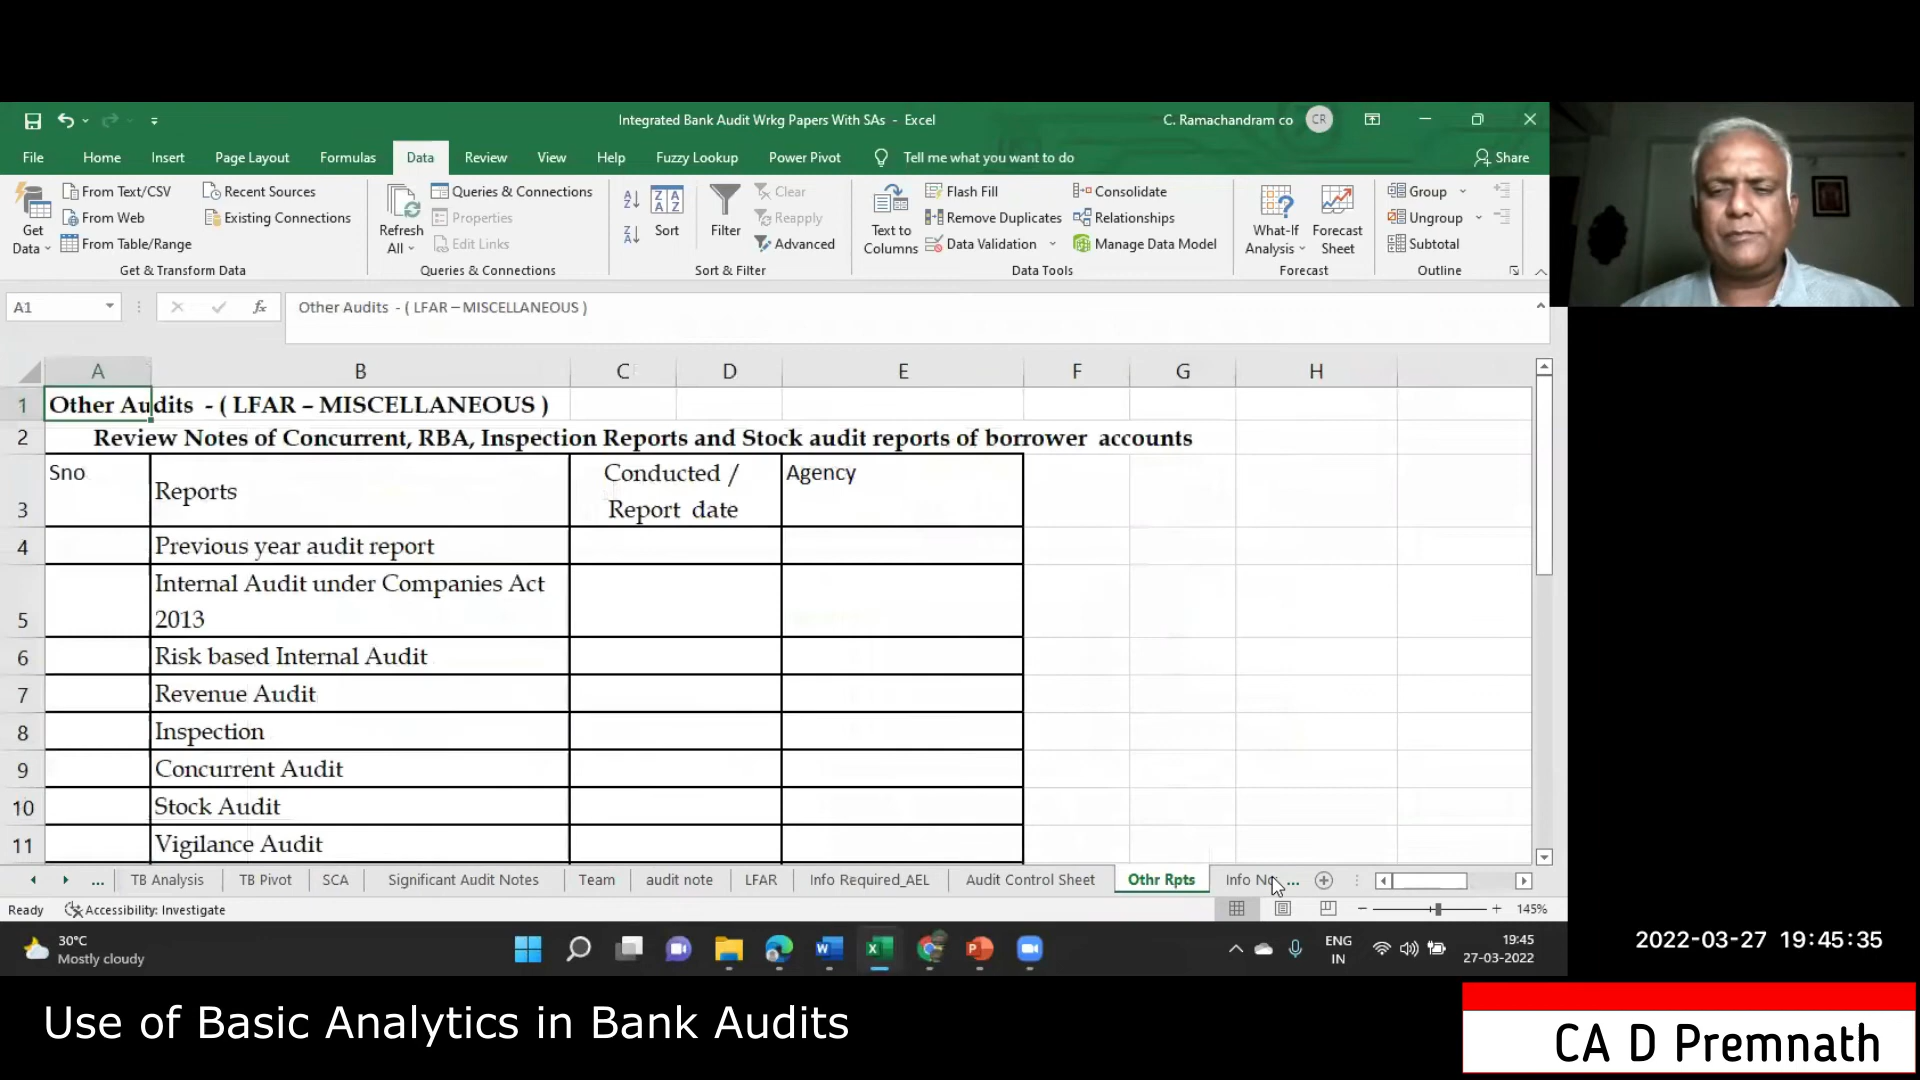 Integrated Bank Audit Wrkg Papers With SAs - Excel
C. Ramachandram co
CR
File Home Insert Page Layout Formulas Data Review View Help Fuzzy Lookup Power Pivot Tell me what you want to do Share
Get Data
From Text/CSV
From Web
From Table/Range
Recent Sources
Existing Connections
Get & Transform Data
Refresh All
Queries & Connections
Properties
Edit Links
Queries & Connections
Sort
Filter
Clear
Reapply
Advanced
Sort & Filter
Text to Columns
Flash Fill
Remove Duplicates
Data Validation
Consolidate
Relationships
Manage Data Model
Data Tools
What-If Analysis
Forecast Sheet
Forecast
Group
Ungroup
Subtotal
Outline
A1
fx
Other Audits - ( LFAR – MISCELLANEOUS )
A B C D E F G H
1 Other Audits - ( LFAR – MISCELLANEOUS )
2 Review Notes of Concurrent, RBA, Inspection Reports and Stock audit reports of borrower accounts
3 Sno Reports Conducted / Report date Agency
4 Previous year audit report
5 Internal Audit under Companies Act 2013
6 Risk based Internal Audit
7 Revenue Audit
8 Inspection
9 Concurrent Audit
10 Stock Audit
11 Vigilance Audit
... TB Analysis TB Pivot SCA Significant Audit Notes Team audit note LFAR Info Required_AEL Audit Control Sheet Othr Rpts Info ...
Ready Accessibility: Investigate 145%
30°C
Mostly cloudy
ENG
IN
19:45
27-03-2022
2022-03-27 19:45:35
Use of Basic Analytics in Bank Audits
CA D Premnath